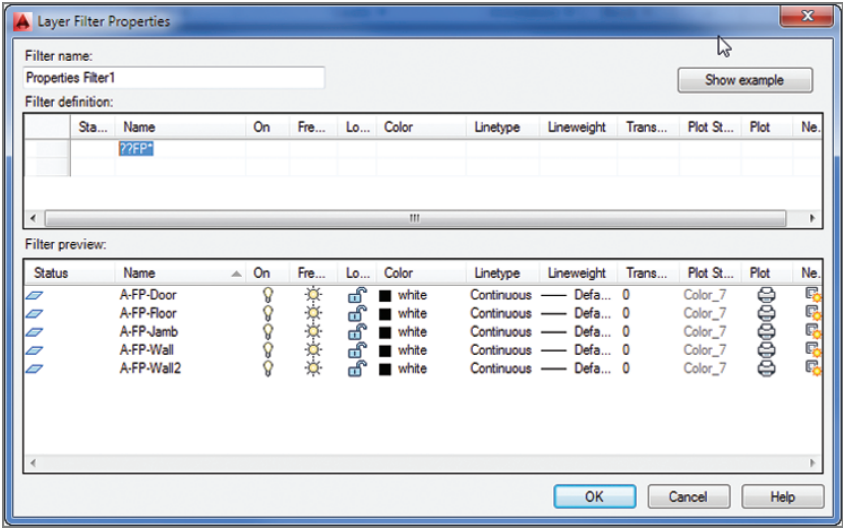 Layer Filter Properties
Filter name:
Properties Filter1
Show example
Filter definition:
Sta... Name On Fre... Lo... Color Linetype Lineweight Trans... Plot St... Plot Ne.
??FP*
Filter preview:
Status Name On Fre... Lo... Color Linetype Lineweight Trans... Plot St... Plot Ne.
A-FP-Door white Continuous Defa... 0 Color_7
A-FP-Floor white Continuous Defa... 0 Color_7
A-FP-Jamb white Continuous Defa... 0 Color_7
A-FP-Wall white Continuous Defa... 0 Color_7
A-FP-Wall2 white Continuous Defa... 0 Color_7
OK Cancel Help